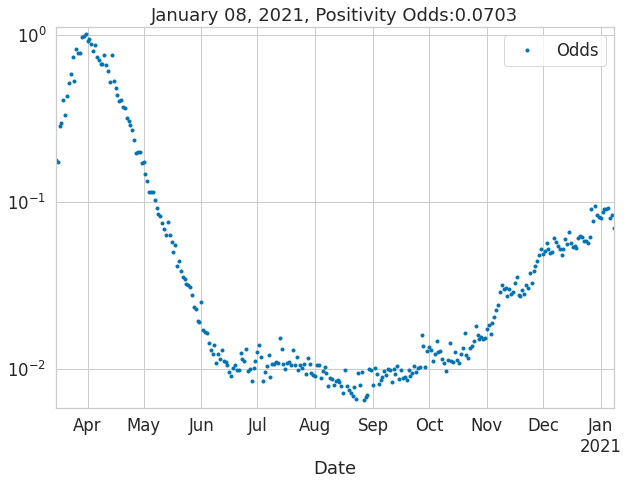 January 08, 2021, Positivity Odds:0.0703
Odds
10⁰
10⁻¹
10⁻²
Apr May Jun Jul Aug Sep Oct Nov Dec Jan
2021
Date